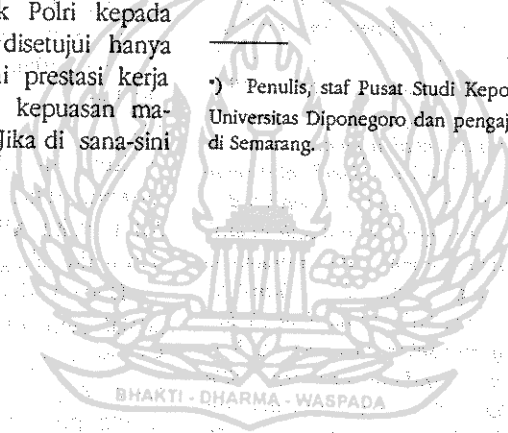 k Polri kepada
disetujui hanya
i prestasi kerja
kepuasan ma-
Jika di sana-sini
*) Penulis, staf Pusat Studi Kepo
Universitas Diponegoro dan pengaj
di Semarang.
BHAKTI - DHARMA - WASPADA